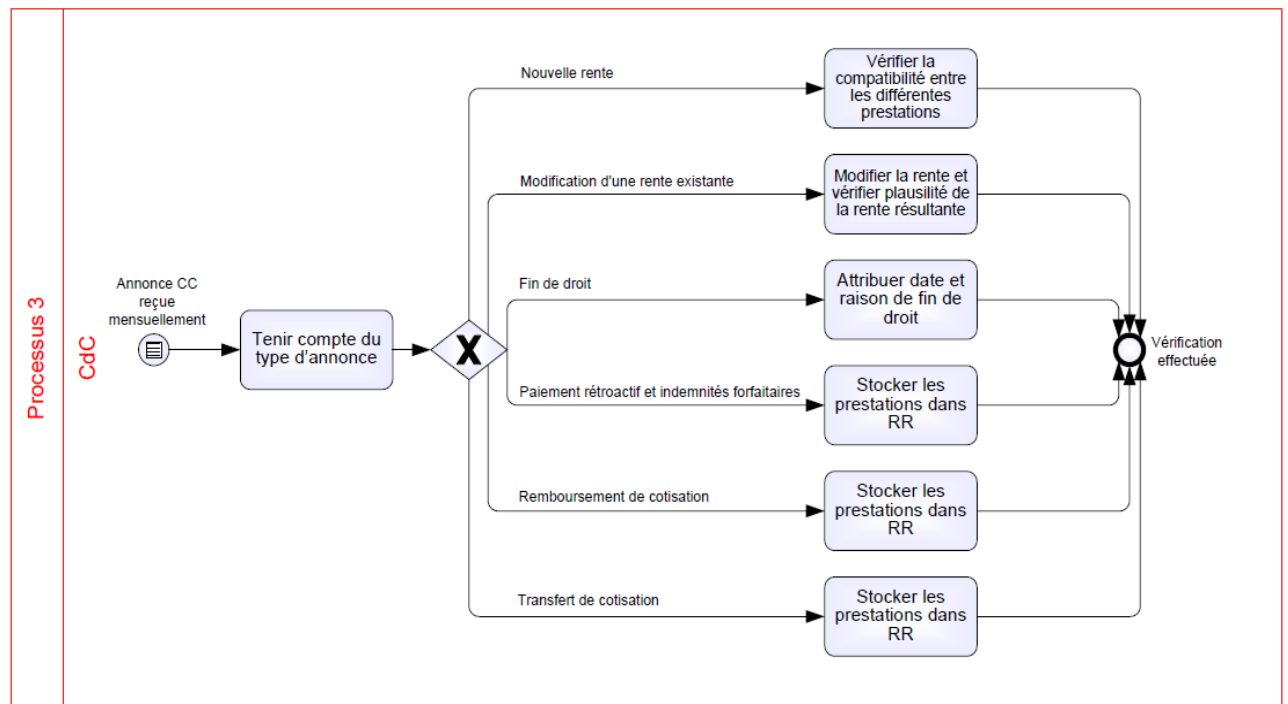 Processus 3
CdC
Annonce CC
reçue
mensuellement
Tenir compte du
type d'annonce
X
Nouvelle rente
Vérifier la
compatibilité entre
les différentes
prestations
Modification d'une rente existante
Modifier la rente et
vérifier plausilité de
la rente résultante
Fin de droit
Attribuer date et
raison de fin de
droit
Paiement rétroactif et indemnités forfaitaires
Stocker les
prestations dans
RR
Remboursement de cotisation
Stocker les
prestations dans
RR
Transfert de cotisation
Stocker les
prestations dans
RR
Vérification
effectuée